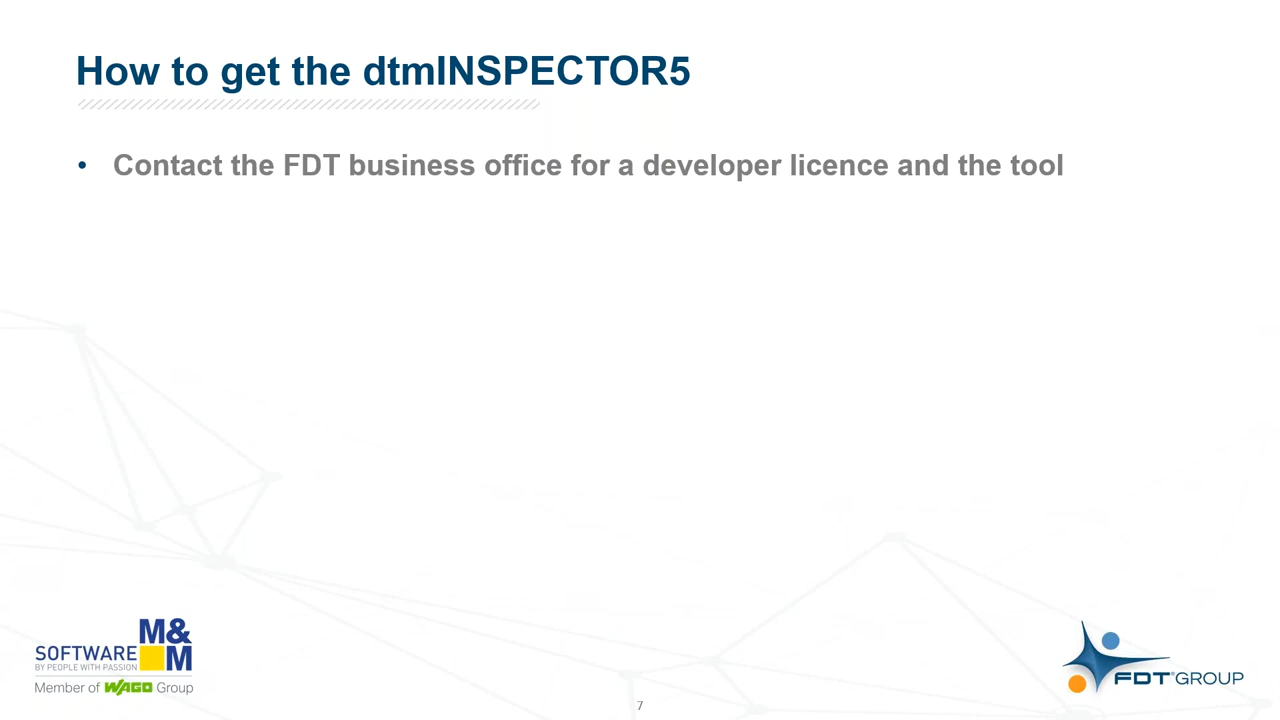 How to get the dtmINSPECTOR5
• Contact the FDT business office for a developer licence and the tool
M&M
SOFTWARE
BY PEOPLE WITH PASSION
Member of WAGO Group
FDT® GROUP
7